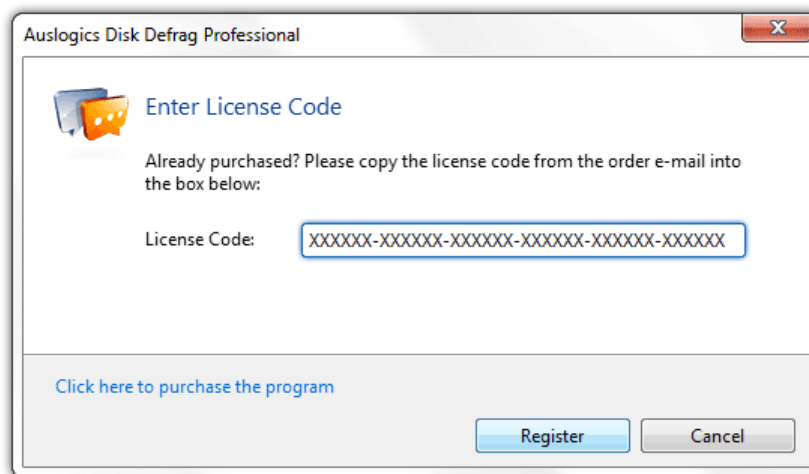 Auslogics Disk Defrag Professional
Enter License Code
Already purchased? Please copy the license code from the order e-mail into
the box below:
License Code: XXXXXX-XXXXXX-XXXXXX-XXXXXX-XXXXXX-XXXXXX
Click here to purchase the program
Register Cancel